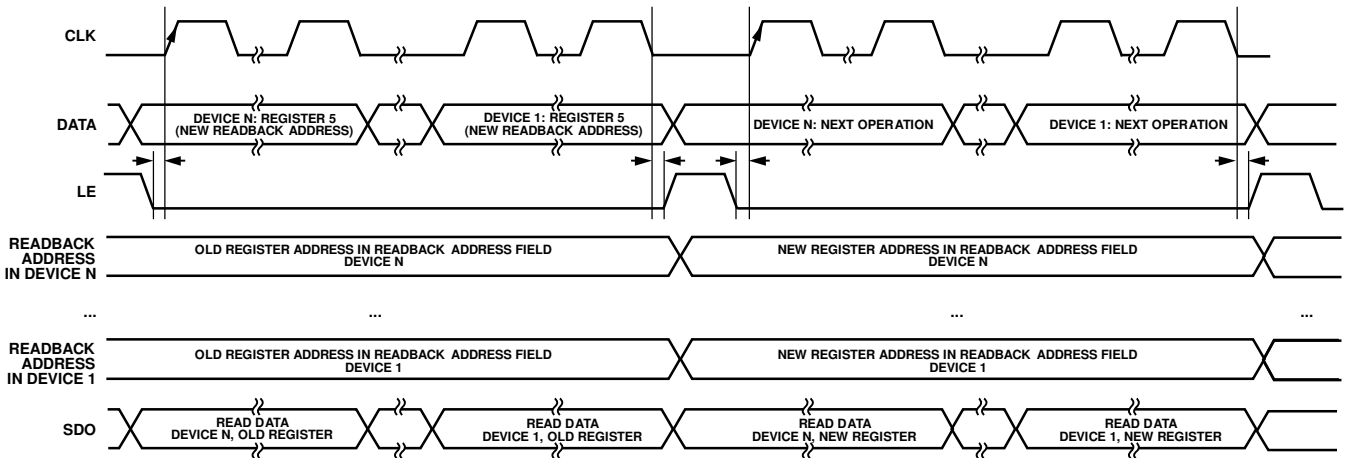 CLK
DATA
DEVICE N: REGISTER 5
(NEW READBACK ADDRESS)
DEVICE 1: REGISTER 5
(NEW READBACK ADDRESS)
DEVICE N: NEXT OPERATION
DEVICE 1: NEXT OPERATION
LE
READBACK
ADDRESS
IN DEVICE N
OLD REGISTER ADDRESS IN READBACK ADDRESS FIELD
DEVICE N
NEW REGISTER ADDRESS IN READBACK ADDRESS FIELD
DEVICE N
...
...
...
...
READBACK
ADDRESS
IN DEVICE 1
OLD REGISTER ADDRESS IN READBACK ADDRESS FIELD
DEVICE 1
NEW REGISTER ADDRESS IN READBACK ADDRESS FIELD
DEVICE 1
SDO
READ DATA
DEVICE N, OLD REGISTER
READ DATA
DEVICE 1, OLD REGISTER
READ DATA
DEVICE N, NEW REGISTER
READ DATA
DEVICE 1, NEW REGISTER